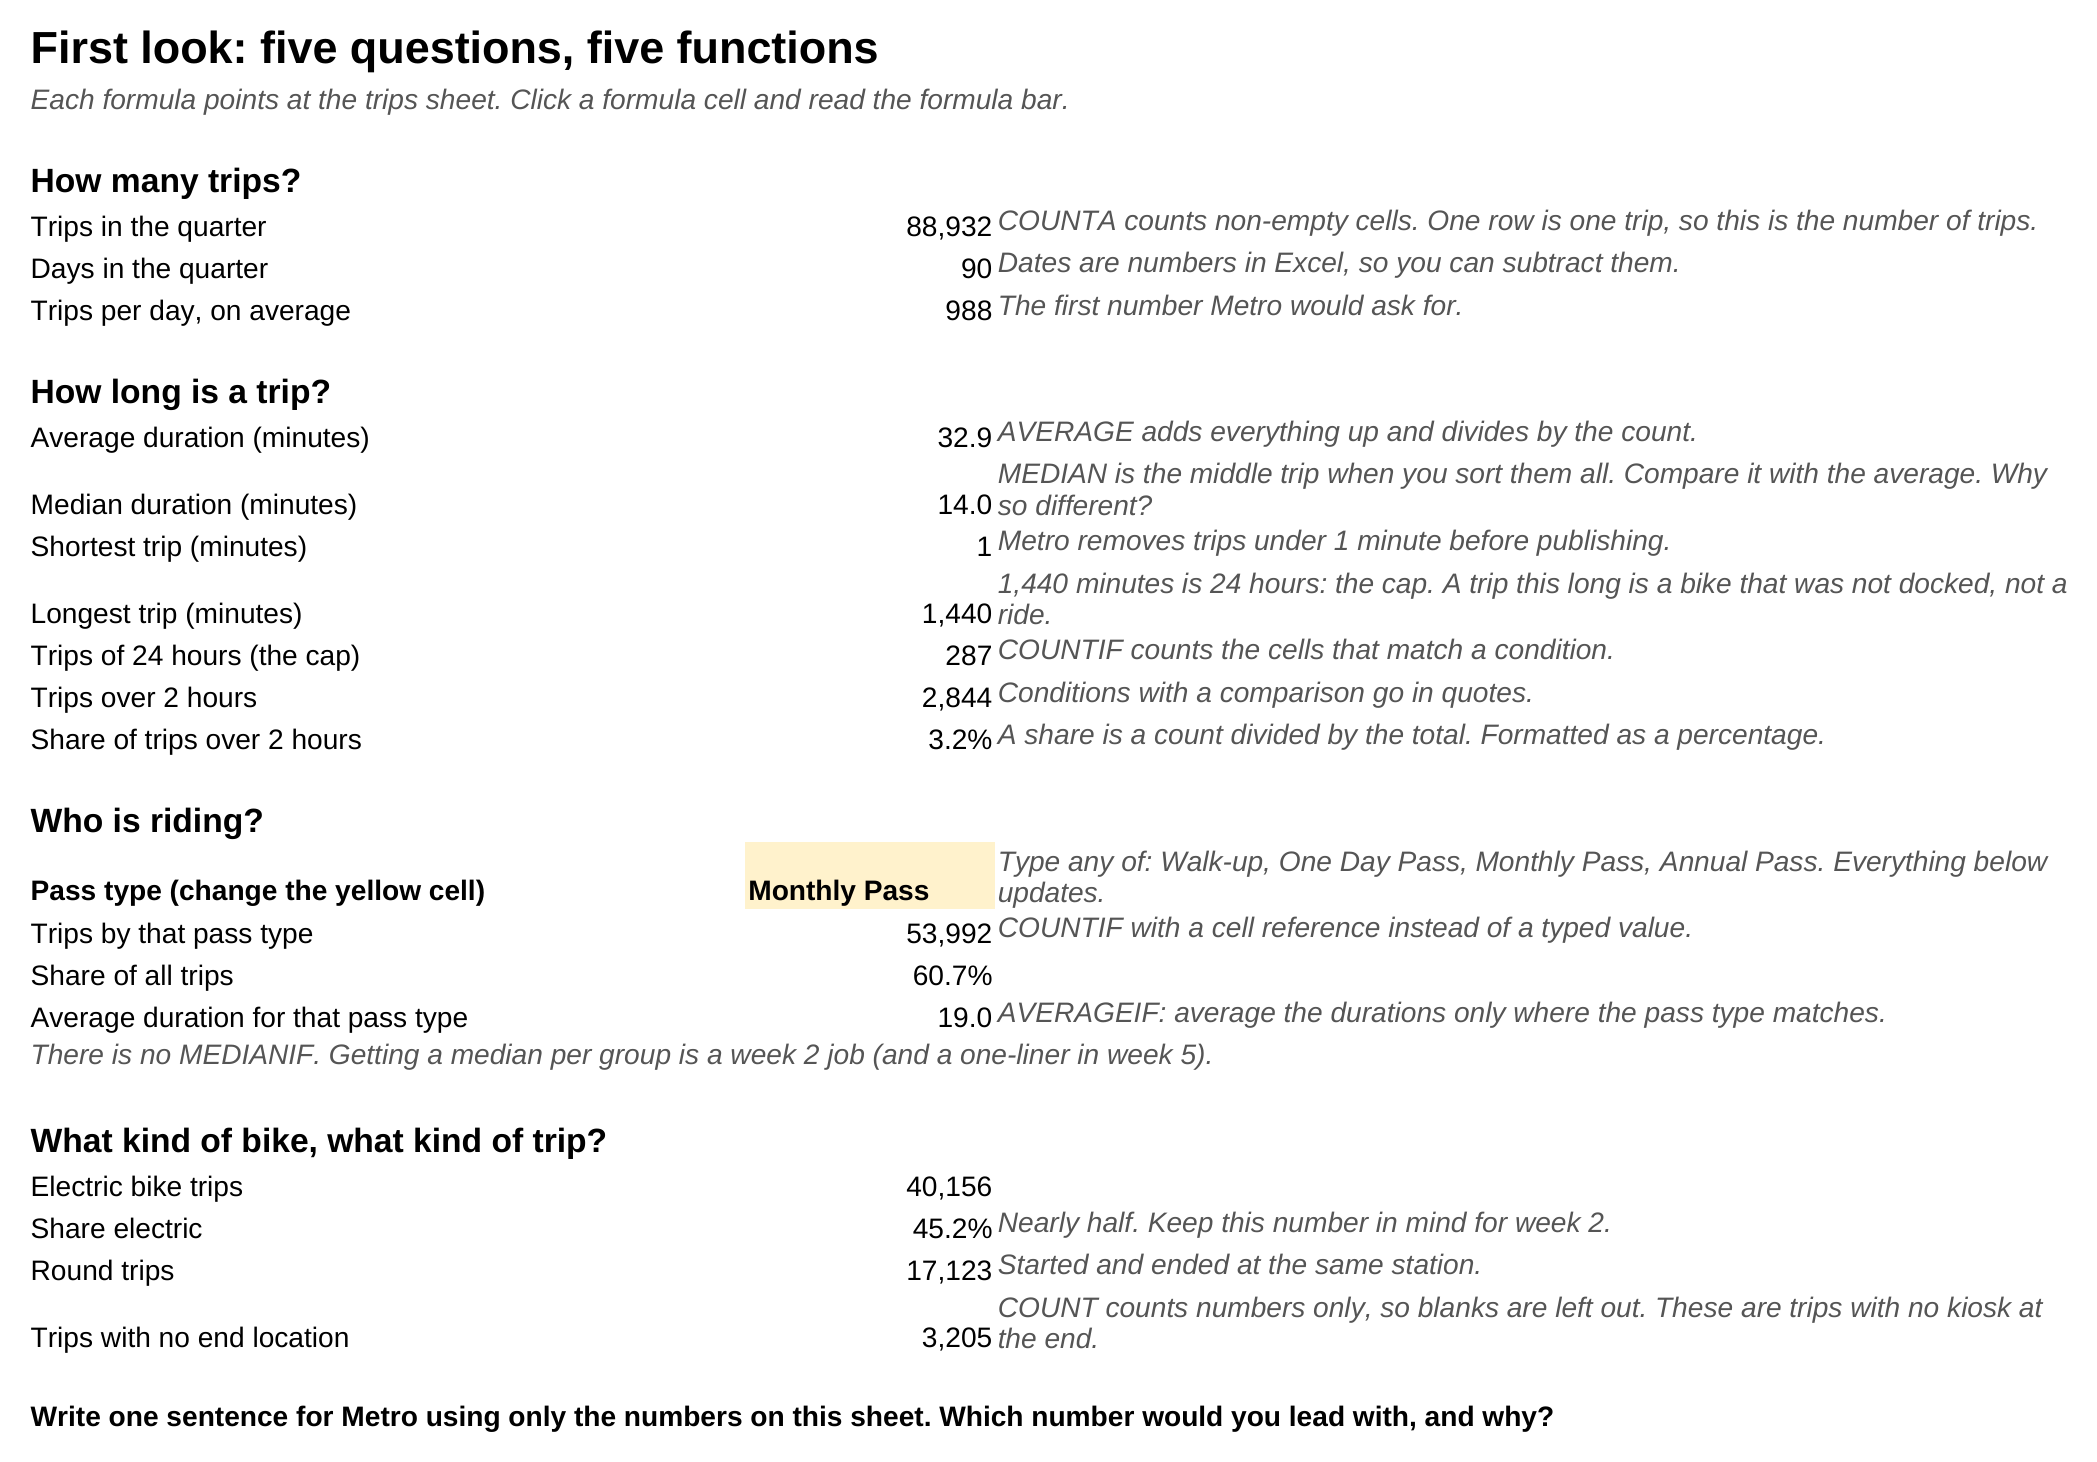 First look: five questions, five functions
Each formula points at the trips sheet. Click a formula cell and read the formula bar.
How many trips?
Trips in the quarter 88,932 COUNTA counts non-empty cells. One row is one trip, so this is the number of trips.
Days in the quarter 90 Dates are numbers in Excel, so you can subtract them.
Trips per day, on average 988 The first number Metro would ask for.
How long is a trip?
Average duration (minutes) 32.9 AVERAGE adds everything up and divides by the count.
MEDIAN is the middle trip when you sort them all. Compare it with the average. Why
Median duration (minutes) 14.0 so different?
Shortest trip (minutes) 1 Metro removes trips under 1 minute before publishing.
1,440 minutes is 24 hours: the cap. A trip this long is a bike that was not docked, not a
Longest trip (minutes) 1,440 ride.
Trips of 24 hours (the cap) 287 COUNTIF counts the cells that match a condition.
Trips over 2 hours 2,844 Conditions with a comparison go in quotes.
Share of trips over 2 hours 3.2% A share is a count divided by the total. Formatted as a percentage.
Who is riding?
Type any of: Walk-up, One Day Pass, Monthly Pass, Annual Pass. Everything below
Pass type (change the yellow cell) Monthly Pass updates.
Trips by that pass type 53,992 COUNTIF with a cell reference instead of a typed value.
Share of all trips 60.7%
Average duration for that pass type 19.0 AVERAGEIF: average the durations only where the pass type matches.
There is no MEDIANIF. Getting a median per group is a week 2 job (and a one-liner in week 5).
What kind of bike, what kind of trip?
Electric bike trips 40,156
Share electric 45.2% Nearly half. Keep this number in mind for week 2.
Round trips 17,123 Started and ended at the same station.
COUNT counts numbers only, so blanks are left out. These are trips with no kiosk at
Trips with no end location 3,205 the end.
Write one sentence for Metro using only the numbers on this sheet. Which number would you lead with, and why?